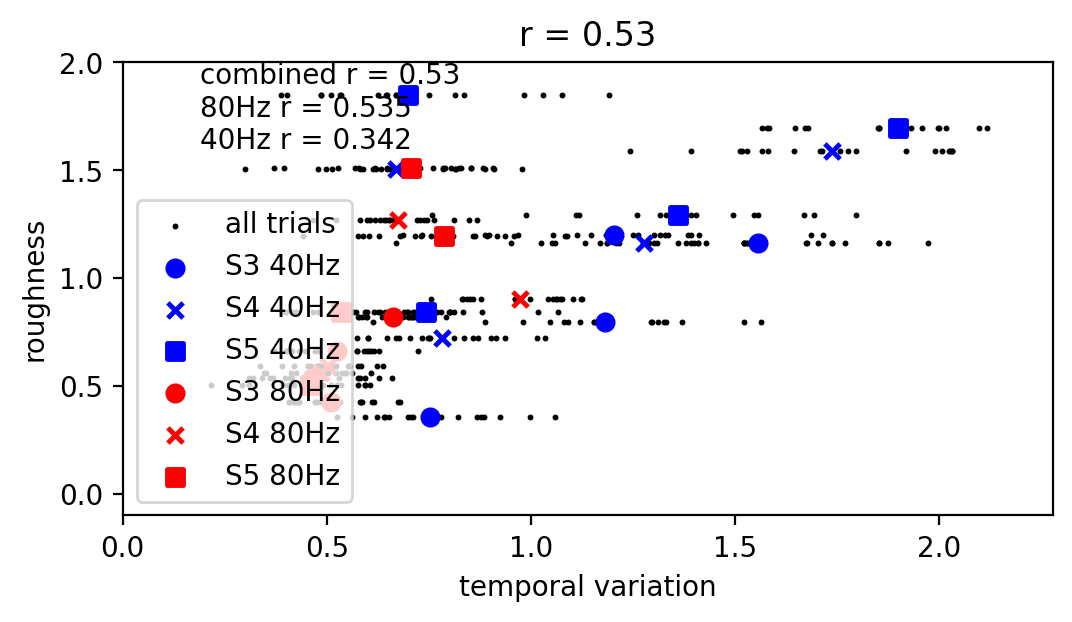 r = 0.53
combined r = 0.53
80Hz r = 0.535
40Hz r = 0.342
2.0
1.5
1.0
0.5
0.0
roughness
all trials
S3 40Hz
S4 40Hz
S5 40Hz
S3 80Hz
S4 80Hz
S5 80Hz
0.0 0.5 1.0 1.5 2.0
temporal variation